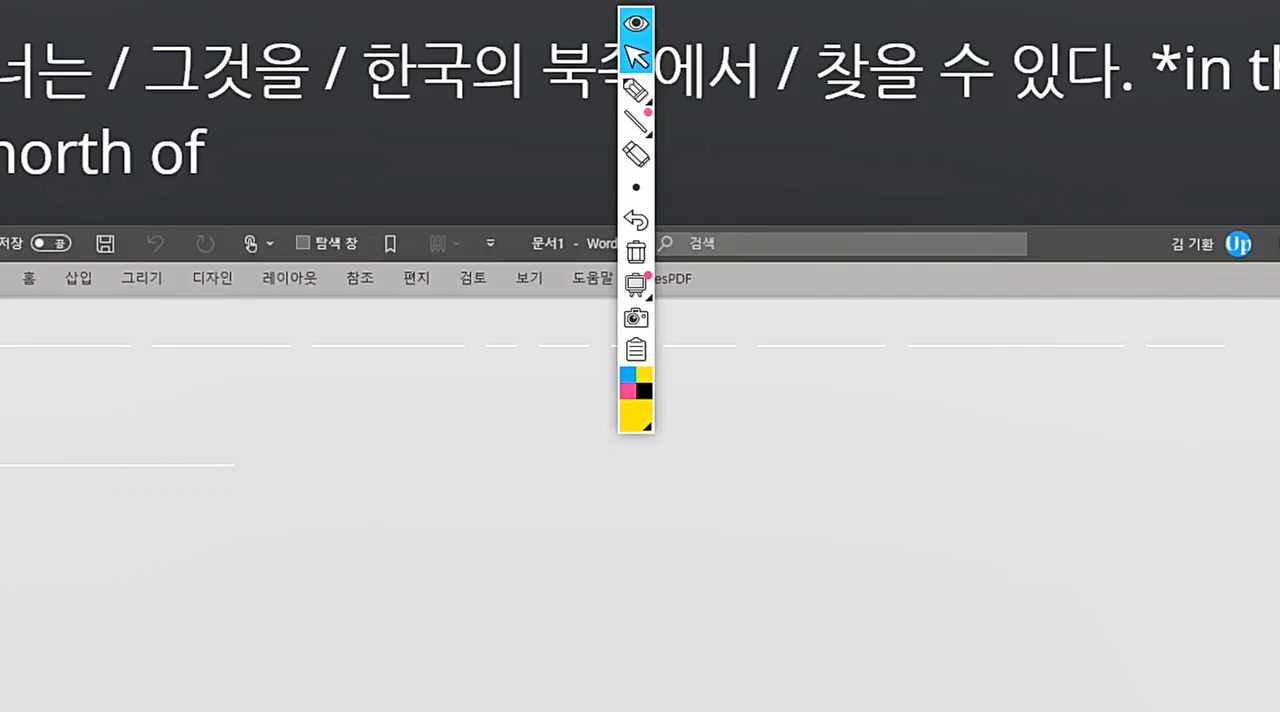 너는 / 그것을 / 한국의 북쪽에서 / 찾을 수 있다. *in th
north of
저장 끔 탐색 창 문서1 - Word 검색 김 기환 Up
홈 삽입 그리기 디자인 레이아웃 참조 편지 검토 보기 도움말 esPDF